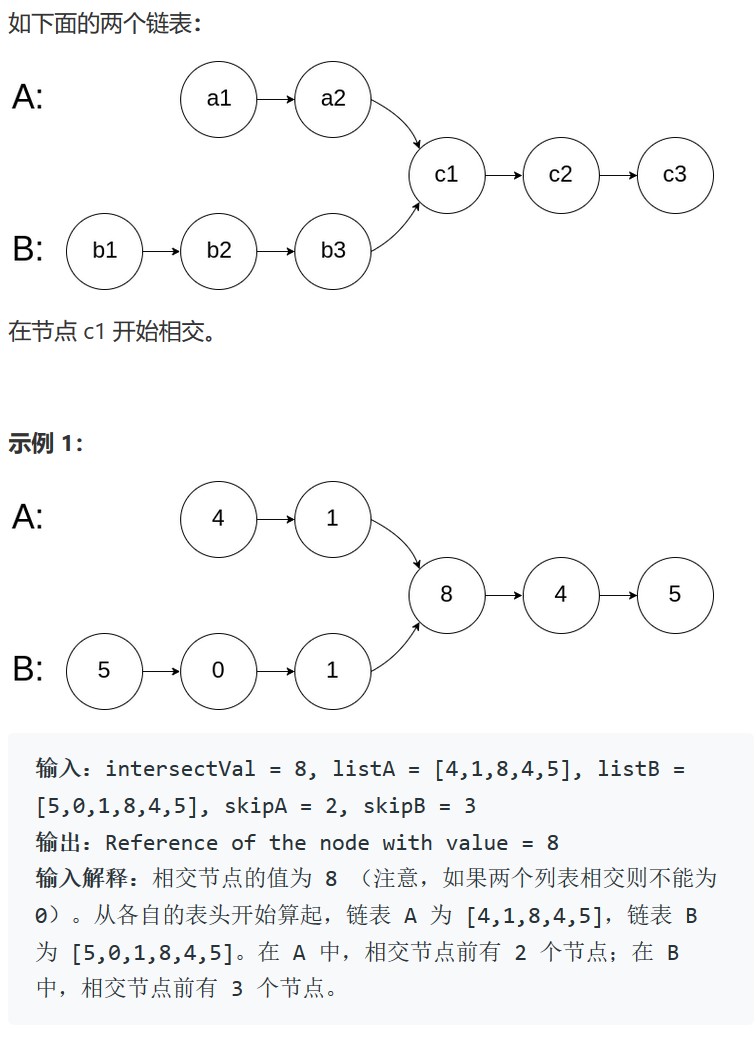 如下面的两个链表：
A:
a1
a2
c1
c2
c3
B:
b1
b2
b3
在节点 c1 开始相交。
示例 1：
A:
4
1
8
4
5
B:
5
0
1
输入：intersectVal = 8, listA = [4,1,8,4,5], listB =
[5,0,1,8,4,5], skipA = 2, skipB = 3
输出：Reference of the node with value = 8
输入解释：相交节点的值为 8 （注意，如果两个列表相交则不能为
0）。从各自的表头开始算起，链表 A 为 [4,1,8,4,5]，链表 B
为 [5,0,1,8,4,5]。在 A 中，相交节点前有 2 个节点；在 B
中，相交节点前有 3 个节点。